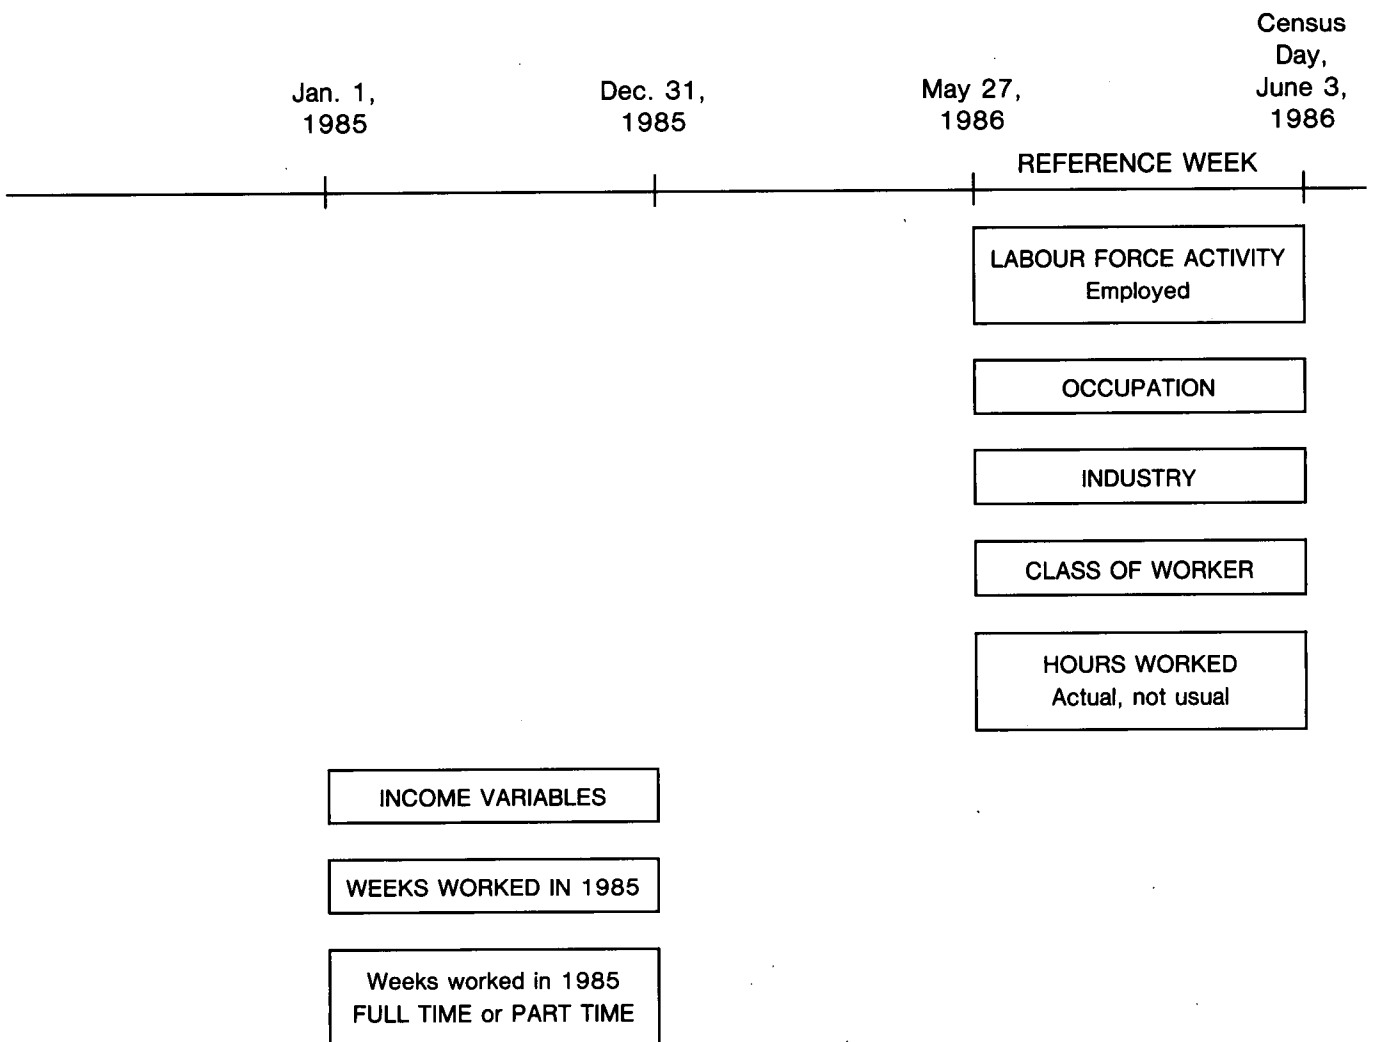 Jan. 1,
1985
Dec. 31,
1985
May 27,
1986
Census
Day,
June 3,
1986
REFERENCE WEEK
LABOUR FORCE ACTIVITY
Employed
OCCUPATION
INDUSTRY
CLASS OF WORKER
HOURS WORKED
Actual, not usual
INCOME VARIABLES
WEEKS WORKED IN 1985
Weeks worked in 1985
FULL TIME or PART TIME